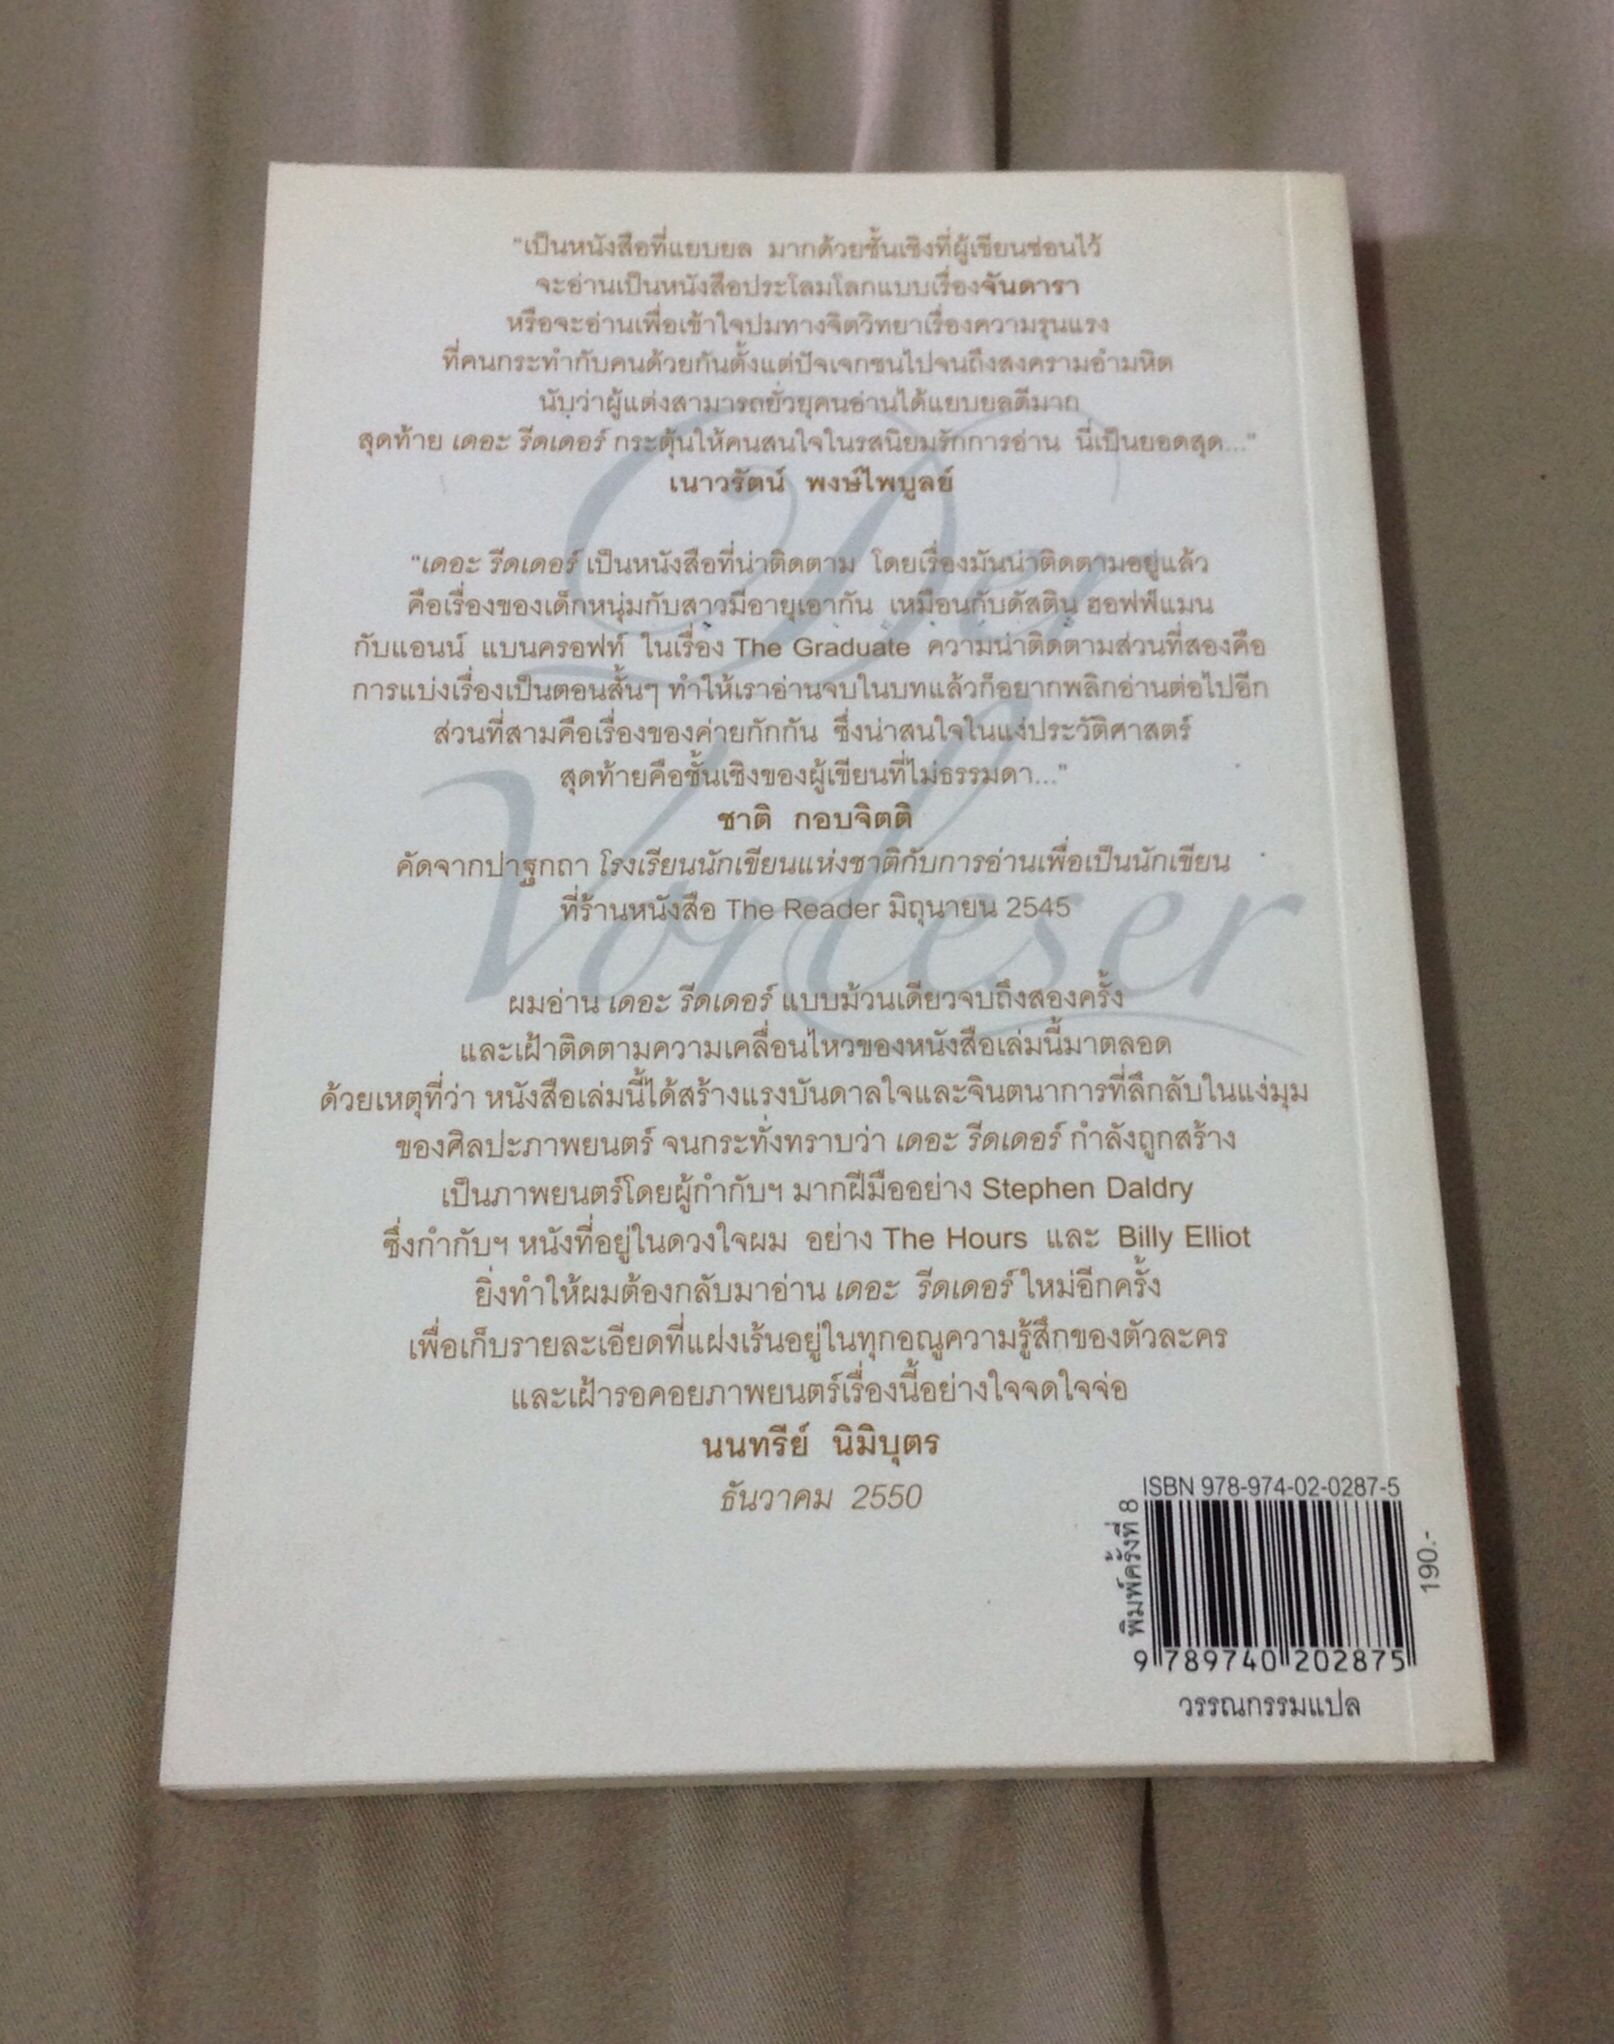 "เป็นหนังสือที่แยบยล มากด้วยชั้นเชิงที่ผู้เขียนซ่อนไว้
จะอ่านเป็นหนังสือประโลมโลกแบบเรื่องจันดารา
หรือจะอ่านเพื่อเข้าใจปมทางจิตวิทยาเรื่องความรุนแรง
ที่คนกระทำกับคนด้วยกันตั้งแต่ปัจเจกชนไปจนถึงสงครามอำมหิต
นับว่าผู้แต่งสามารถยั่วยุคนอ่านได้แยบยลดีมาก
สุดท้าย เดอะ รีดเดอร์ กระตุ้นให้คนสนใจในรสนิยมรักการอ่าน นี่เป็นยอดสุด..."
เนาวรัตน์ พงษ์ไพบูลย์
"เดอะ รีดเดอร์ เป็นหนังสือที่น่าติดตาม โดยเรื่องมันน่าติดตามอยู่แล้ว
คือเรื่องของเด็กหนุ่มกับสาวมีอายุเอากัน เหมือนกับดัสติน ฮอฟฟ์แมน
กับแอนน์ แบนครอฟท์ ในเรื่อง The Graduate ความน่าติดตามส่วนที่สองคือ
การแบ่งเรื่องเป็นตอนสั้นๆ ทำให้เราอ่านจบในบทแล้วก็อยากพลิกอ่านต่อไปอีก
ส่วนที่สามคือเรื่องของค่ายกักกัน ซึ่งน่าสนใจในแง่ประวัติศาสตร์
สุดท้ายคือชั้นเชิงของผู้เขียนที่ไม่ธรรมดา..."
ชาติ กอบจิตติ
คัดจากปาฐกถา โรงเรียนนักเขียนแห่งชาติกับการอ่านเพื่อเป็นนักเขียน
ที่ร้านหนังสือ The Reader มิถุนายน 2545
Der
Vorleser
ผมอ่าน เดอะ รีดเดอร์ แบบม้วนเดียวจบถึงสองครั้ง
และเฝ้าติดตามความเคลื่อนไหวของหนังสือเล่มนี้มาตลอด
ด้วยเหตุที่ว่า หนังสือเล่มนี้ได้สร้างแรงบันดาลใจและจินตนาการที่ลึกลับในแง่มุม
ของศิลปะภาพยนตร์ จนกระทั่งทราบว่า เดอะ รีดเดอร์ กำลังถูกสร้าง
เป็นภาพยนตร์โดยผู้กำกับฯ มากฝีมืออย่าง Stephen Daldry
ซึ่งกำกับฯ หนังที่อยู่ในดวงใจผม อย่าง The Hours และ Billy Elliot
ยิ่งทำให้ผมต้องกลับมาอ่าน เดอะ รีดเดอร์ ใหม่อีกครั้ง
เพื่อเก็บรายละเอียดที่แฝงเร้นอยู่ในทุกอณูความรู้สึกของตัวละคร
และเฝ้ารอคอยภาพยนตร์เรื่องนี้อย่างใจจดใจจ่อ
นนทรีย์ นิมิบุตร
ธันวาคม 2550
ISBN 978-974-02-0287-5
พิมพ์ครั้งที่ 8
190.-
9 789740 202875
วรรณกรรมแปล